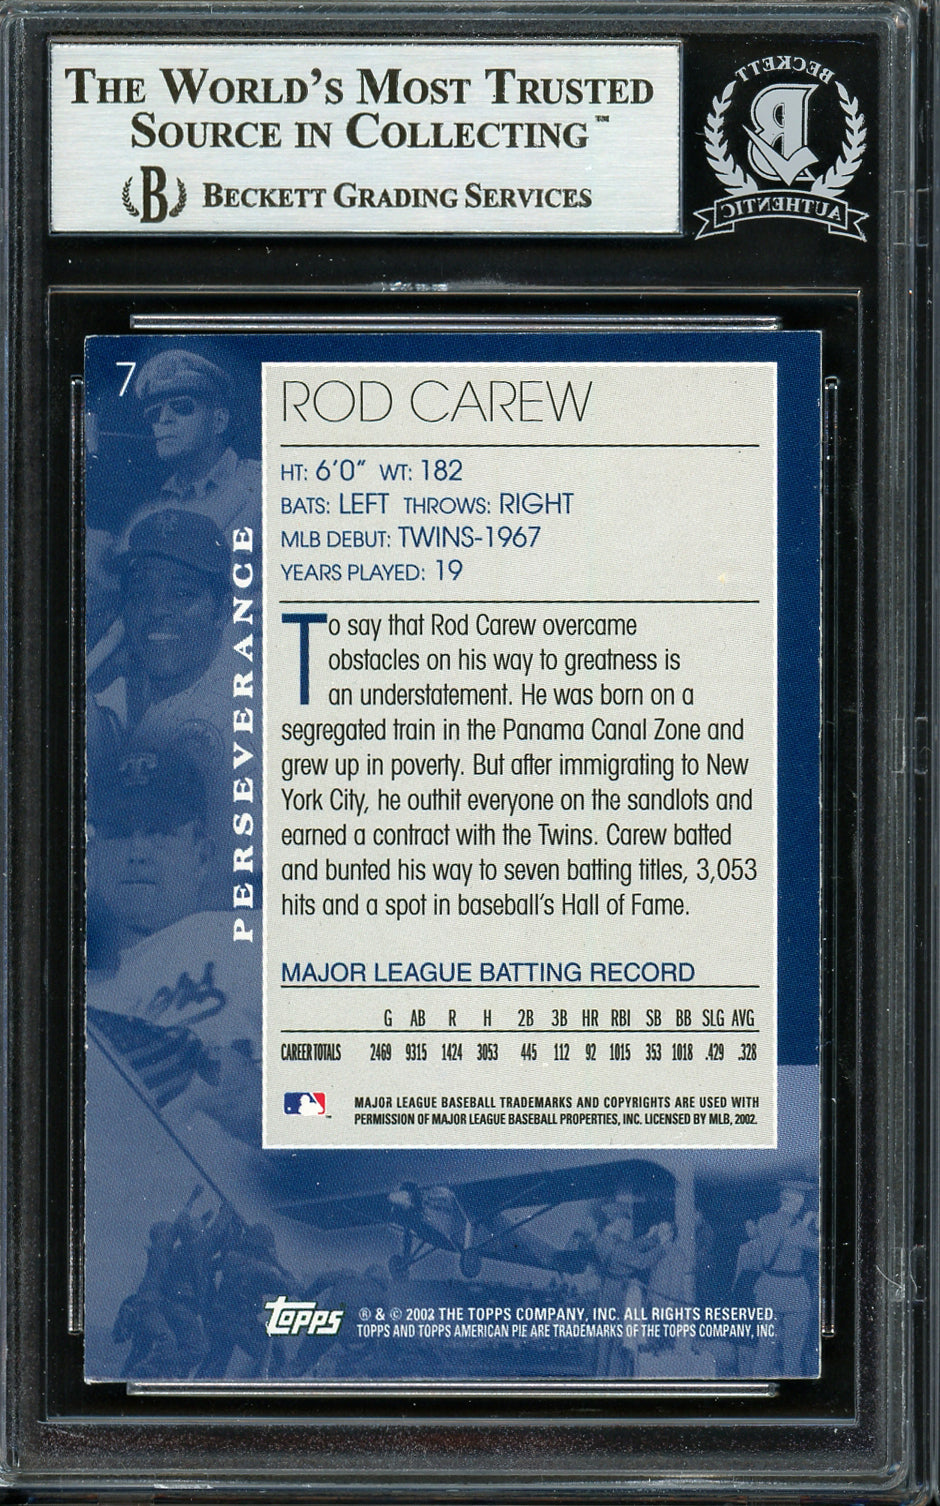 THE WORLD'S MOST TRUSTED
SOURCE IN COLLECTING™
B BECKETT GRADING SERVICES
BECKETT
B
AUTHENTIC
7
PERSEVERANCE
ROD CAREW
HT: 6'0" WT: 182
BATS: LEFT THROWS: RIGHT
MLB DEBUT: TWINS-1967
YEARS PLAYED: 19
To say that Rod Carew overcame
obstacles on his way to greatness is
an understatement. He was born on a
segregated train in the Panama Canal Zone and
grew up in poverty. But after immigrating to New
York City, he outhit everyone on the sandlots and
earned a contract with the Twins. Carew batted
and bunted his way to seven batting titles, 3,053
hits and a spot in baseball's Hall of Fame.
MAJOR LEAGUE BATTING RECORD
G AB R H 2B 3B HR RBI SB BB SLG AVG
CAREER TOTALS 2469 9315 1424 3053 445 112 92 1015 353 1018 .429 .328
MAJOR LEAGUE BASEBALL TRADEMARKS AND COPYRIGHTS ARE USED WITH
PERMISSION OF MAJOR LEAGUE BASEBALL PROPERTIES, INC. LICENSED BY MLB, 2002.
topps
® & © 2002 THE TOPPS COMPANY, INC. ALL RIGHTS RESERVED.
TOPPS AND TOPPS AMERICAN PIE ARE TRADEMARKS OF THE TOPPS COMPANY, INC.